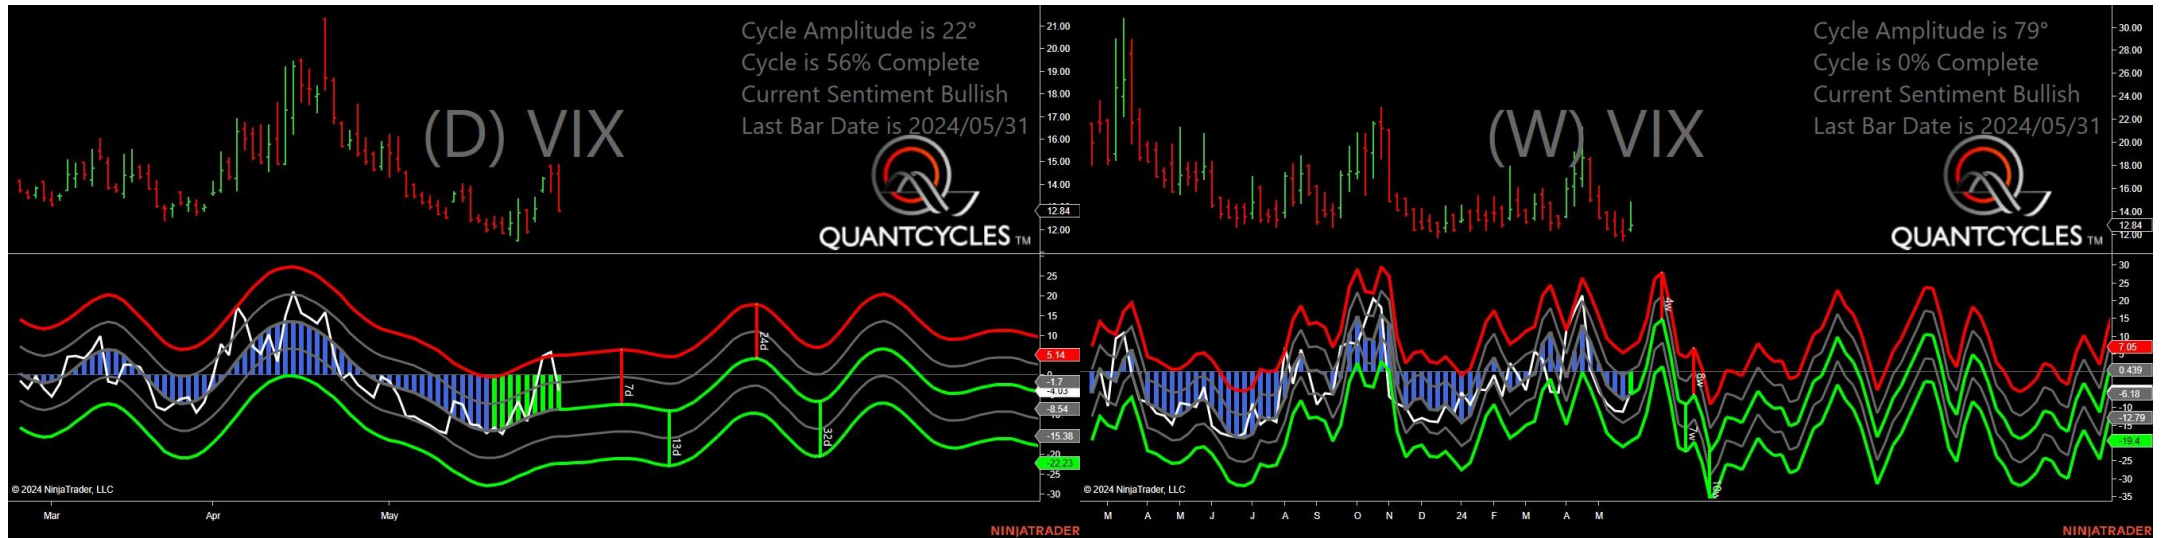 Cycle Amplitude is 22°
Cycle is 56% Complete
Current Sentiment Bullish
Last Bar Date is 2024/05/31
(D) VIX
QUANTCYCLES TM
21.00
20.00
19.00
18.00
17.00
16.00
15.00
14.00
12.84
12.00
25
20
15
10
5.14
0
-1.7
-4.03
-8.54
-15.38
-20
-22.23
-25
-30
7d
13d
24d
32d
© 2024 NinjaTrader, LLC
Mar Apr May
NINJATRADER
Cycle Amplitude is 79°
Cycle is 0% Complete
Current Sentiment Bullish
Last Bar Date is 2024/05/31
(W) VIX
QUANTCYCLES TM
30.00
28.00
26.00
24.00
22.00
20.00
18.00
16.00
14.00
12.84
12.00
30
25
20
15
10
7.05
0.439
-6.18
-10
-12.79
-15
-19.4
-25
-30
-35
4w
8w
7w
10w
© 2024 NinjaTrader, LLC
M A M J J A S O N D 24 F M A M
NINJATRADER